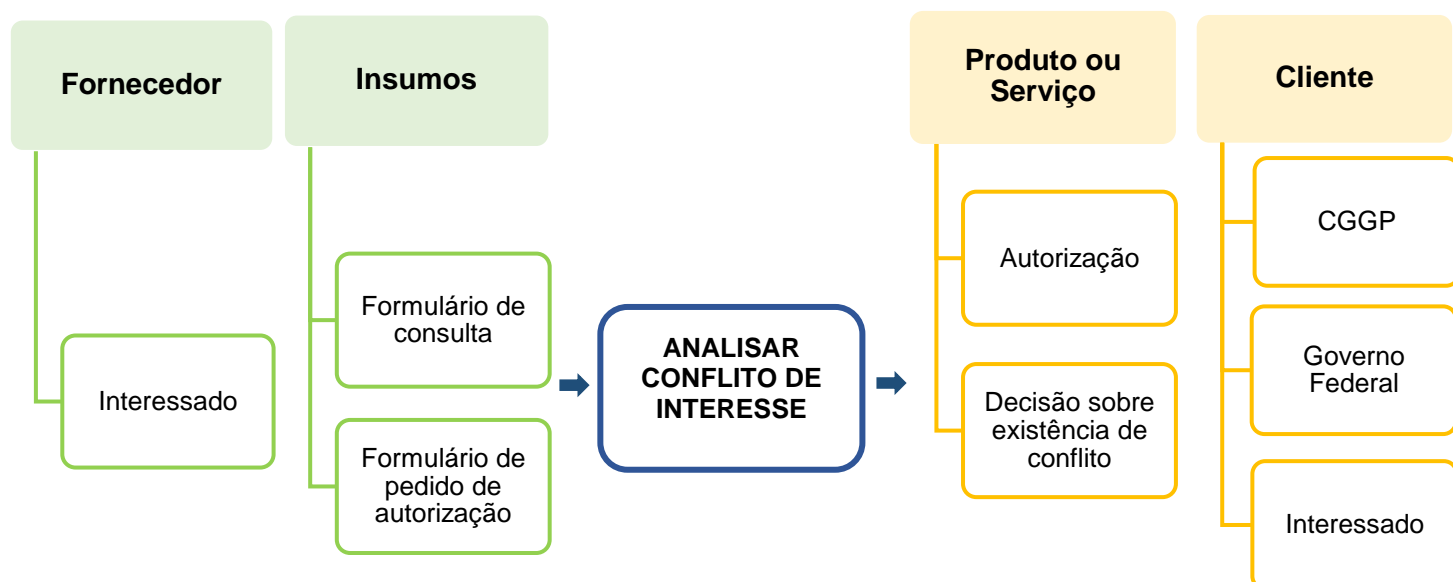 Fornecedor
Interessado
Insumos
Formulário de
consulta
Formulário de
pedido de
autorização
ANALISAR
CONFLITO DE
INTERESSE
Produto ou
Serviço
Autorização
Decisão sobre
existência de
conflito
Cliente
CGGP
Governo
Federal
Interessado